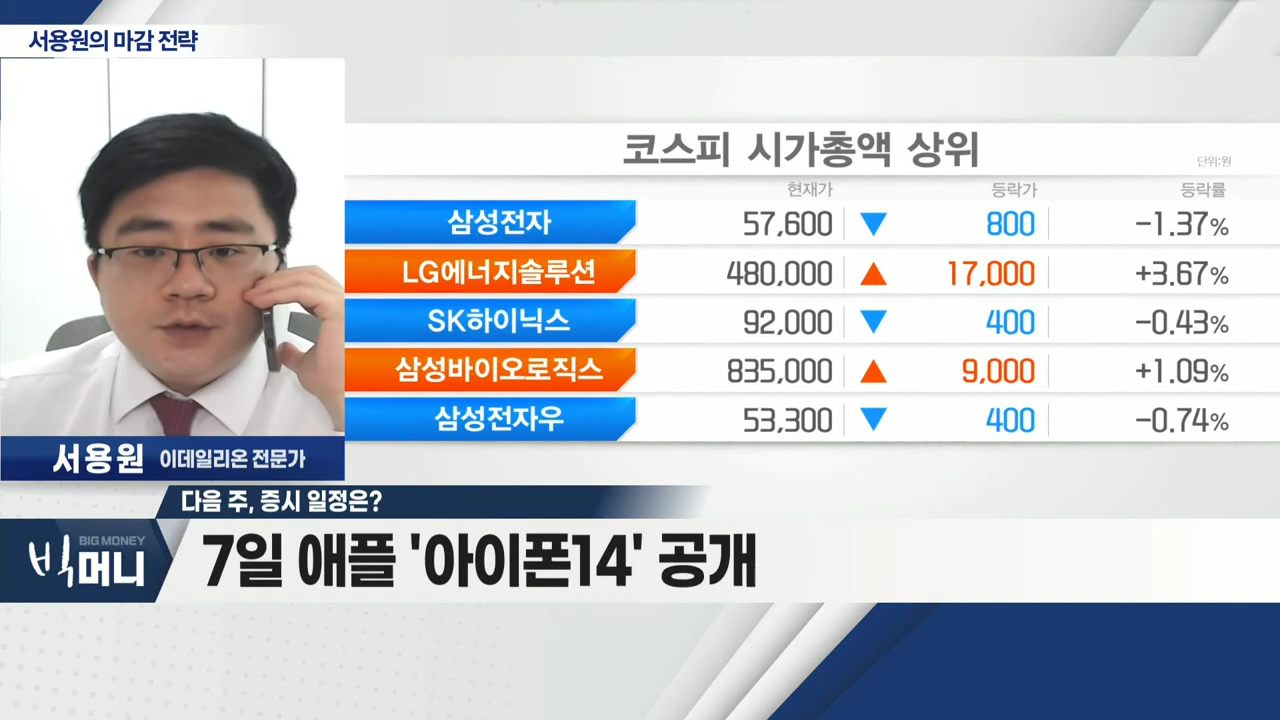 서용원의 마감 전략
코스피 시가총액 상위
단위:원
현재가 등락가 등락률
삼성전자 57,600 ▼ 800 -1.37%
LG에너지솔루션 480,000 ▲ 17,000 +3.67%
SK하이닉스 92,000 ▼ 400 -0.43%
삼성바이오로직스 835,000 ▲ 9,000 +1.09%
삼성전자우 53,300 ▼ 400 -0.74%
서용원 이데일리온 전문가
다음 주, 증시 일정은?
BIG MONEY
빅머니
7일 애플 '아이폰14' 공개